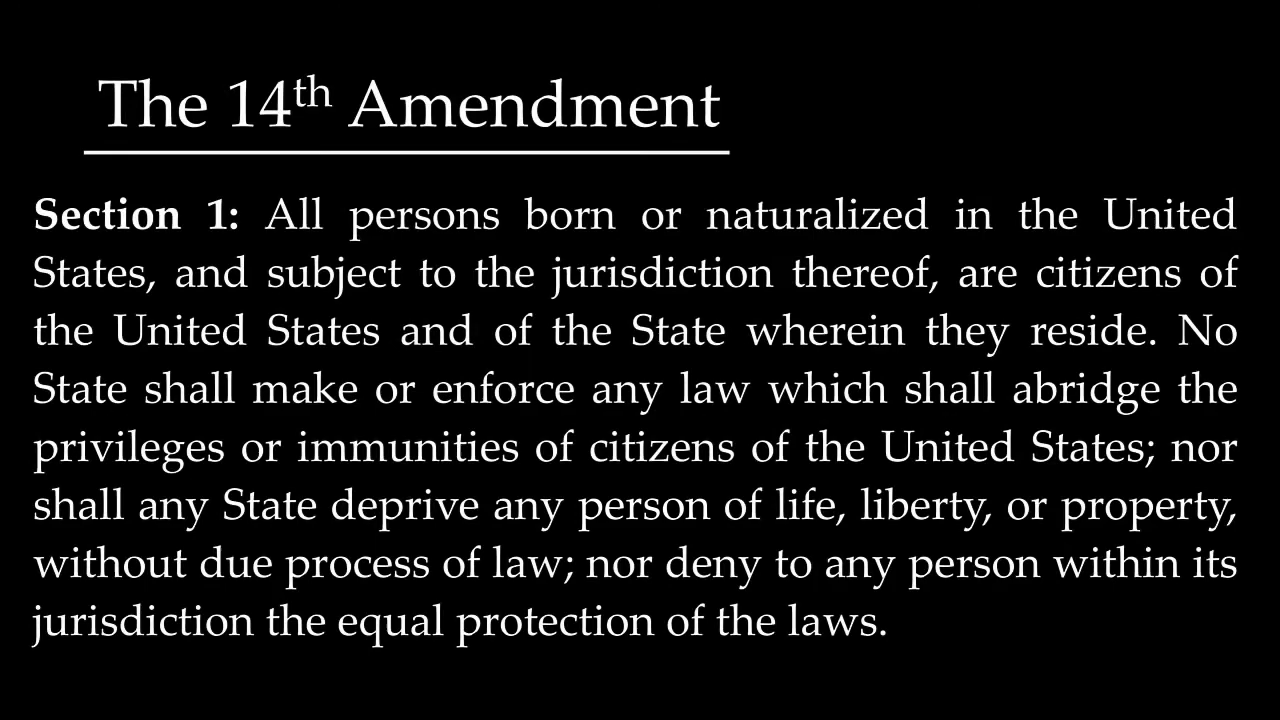 The 14th Amendment
Section 1: All persons born or naturalized in the United
States, and subject to the jurisdiction thereof, are citizens of
the United States and of the State wherein they reside. No
State shall make or enforce any law which shall abridge the
privileges or immunities of citizens of the United States; nor
shall any State deprive any person of life, liberty, or property,
without due process of law; nor deny to any person within its
jurisdiction the equal protection of the laws.